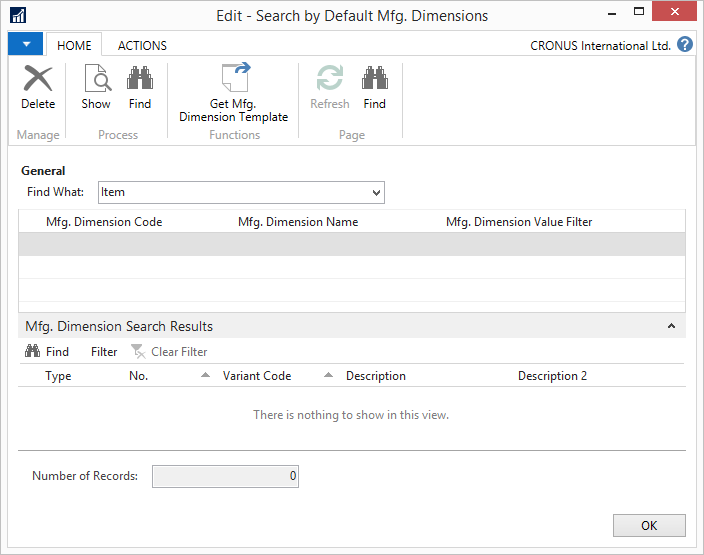 Edit - Search by Default Mfg. Dimensions
HOME ACTIONS CRONUS International Ltd. ?
Delete Show Find Get Mfg. Dimension Template Refresh Find
Manage Process Functions Page
General
Find What: Item
Mfg. Dimension Code Mfg. Dimension Name Mfg. Dimension Value Filter
Mfg. Dimension Search Results
Find Filter Clear Filter
Type No. Variant Code Description Description 2
There is nothing to show in this view.
Number of Records: 0
OK